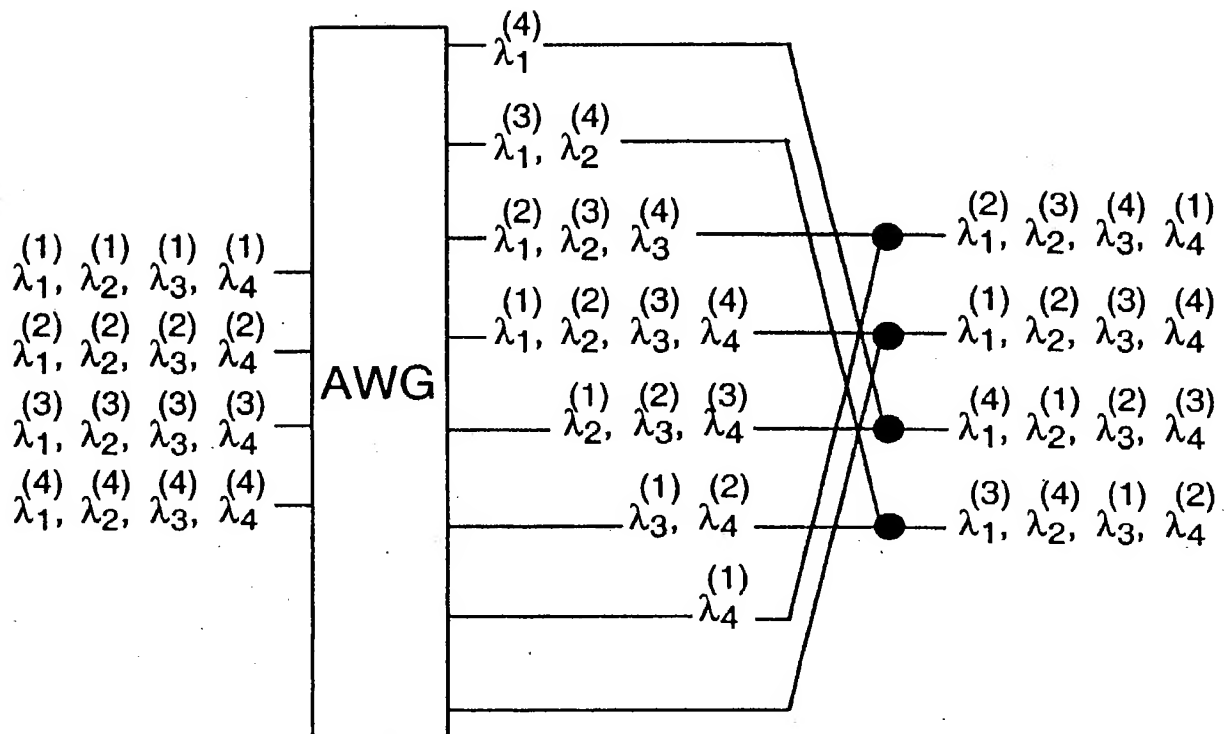 λ₁⁽⁴⁾
λ₁⁽³⁾, λ₂⁽⁴⁾
λ₁⁽²⁾, λ₂⁽³⁾, λ₃⁽⁴⁾
λ₁⁽²⁾, λ₂⁽³⁾, λ₃⁽⁴⁾, λ₄⁽¹⁾
λ₁⁽¹⁾, λ₂⁽¹⁾, λ₃⁽¹⁾, λ₄⁽¹⁾
λ₁⁽¹⁾, λ₂⁽²⁾, λ₃⁽³⁾, λ₄⁽⁴⁾
λ₁⁽¹⁾, λ₂⁽²⁾, λ₃⁽³⁾, λ₄⁽⁴⁾
λ₁⁽²⁾, λ₂⁽²⁾, λ₃⁽²⁾, λ₄⁽²⁾
AWG
λ₂⁽¹⁾, λ₃⁽²⁾, λ₄⁽³⁾
λ₁⁽⁴⁾, λ₂⁽¹⁾, λ₃⁽²⁾, λ₄⁽³⁾
λ₁⁽³⁾, λ₂⁽³⁾, λ₃⁽³⁾, λ₄⁽³⁾
λ₁⁽⁴⁾, λ₂⁽⁴⁾, λ₃⁽⁴⁾, λ₄⁽⁴⁾
λ₃⁽¹⁾, λ₄⁽²⁾
λ₁⁽³⁾, λ₂⁽⁴⁾, λ₃⁽¹⁾, λ₄⁽²⁾
λ₄⁽¹⁾